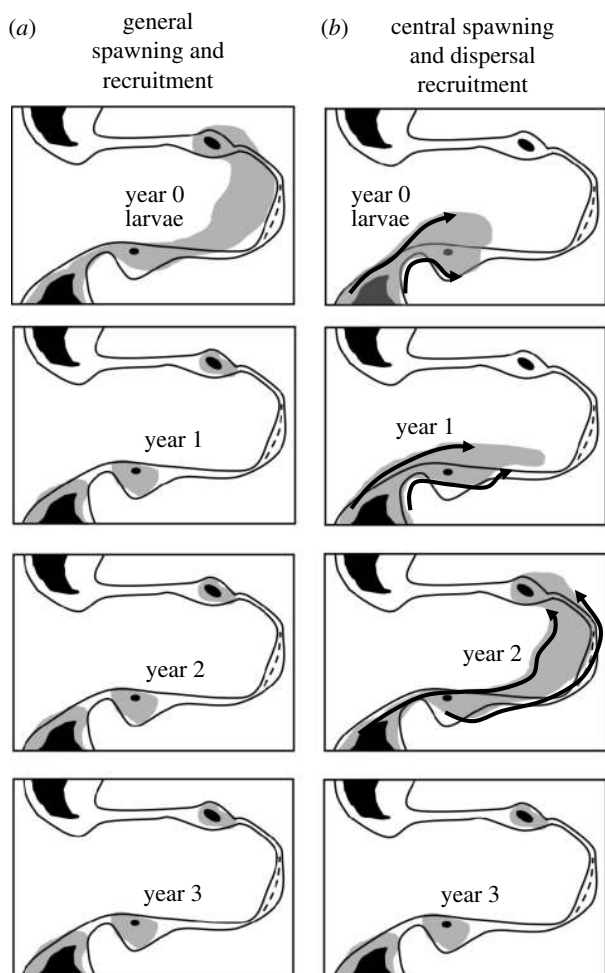 (a) general
spawning and
recruitment
(b) central spawning
and dispersal
recruitment
year 0
larvae
year 0
larvae
year 1
year 1
year 2
year 2
year 3
year 3